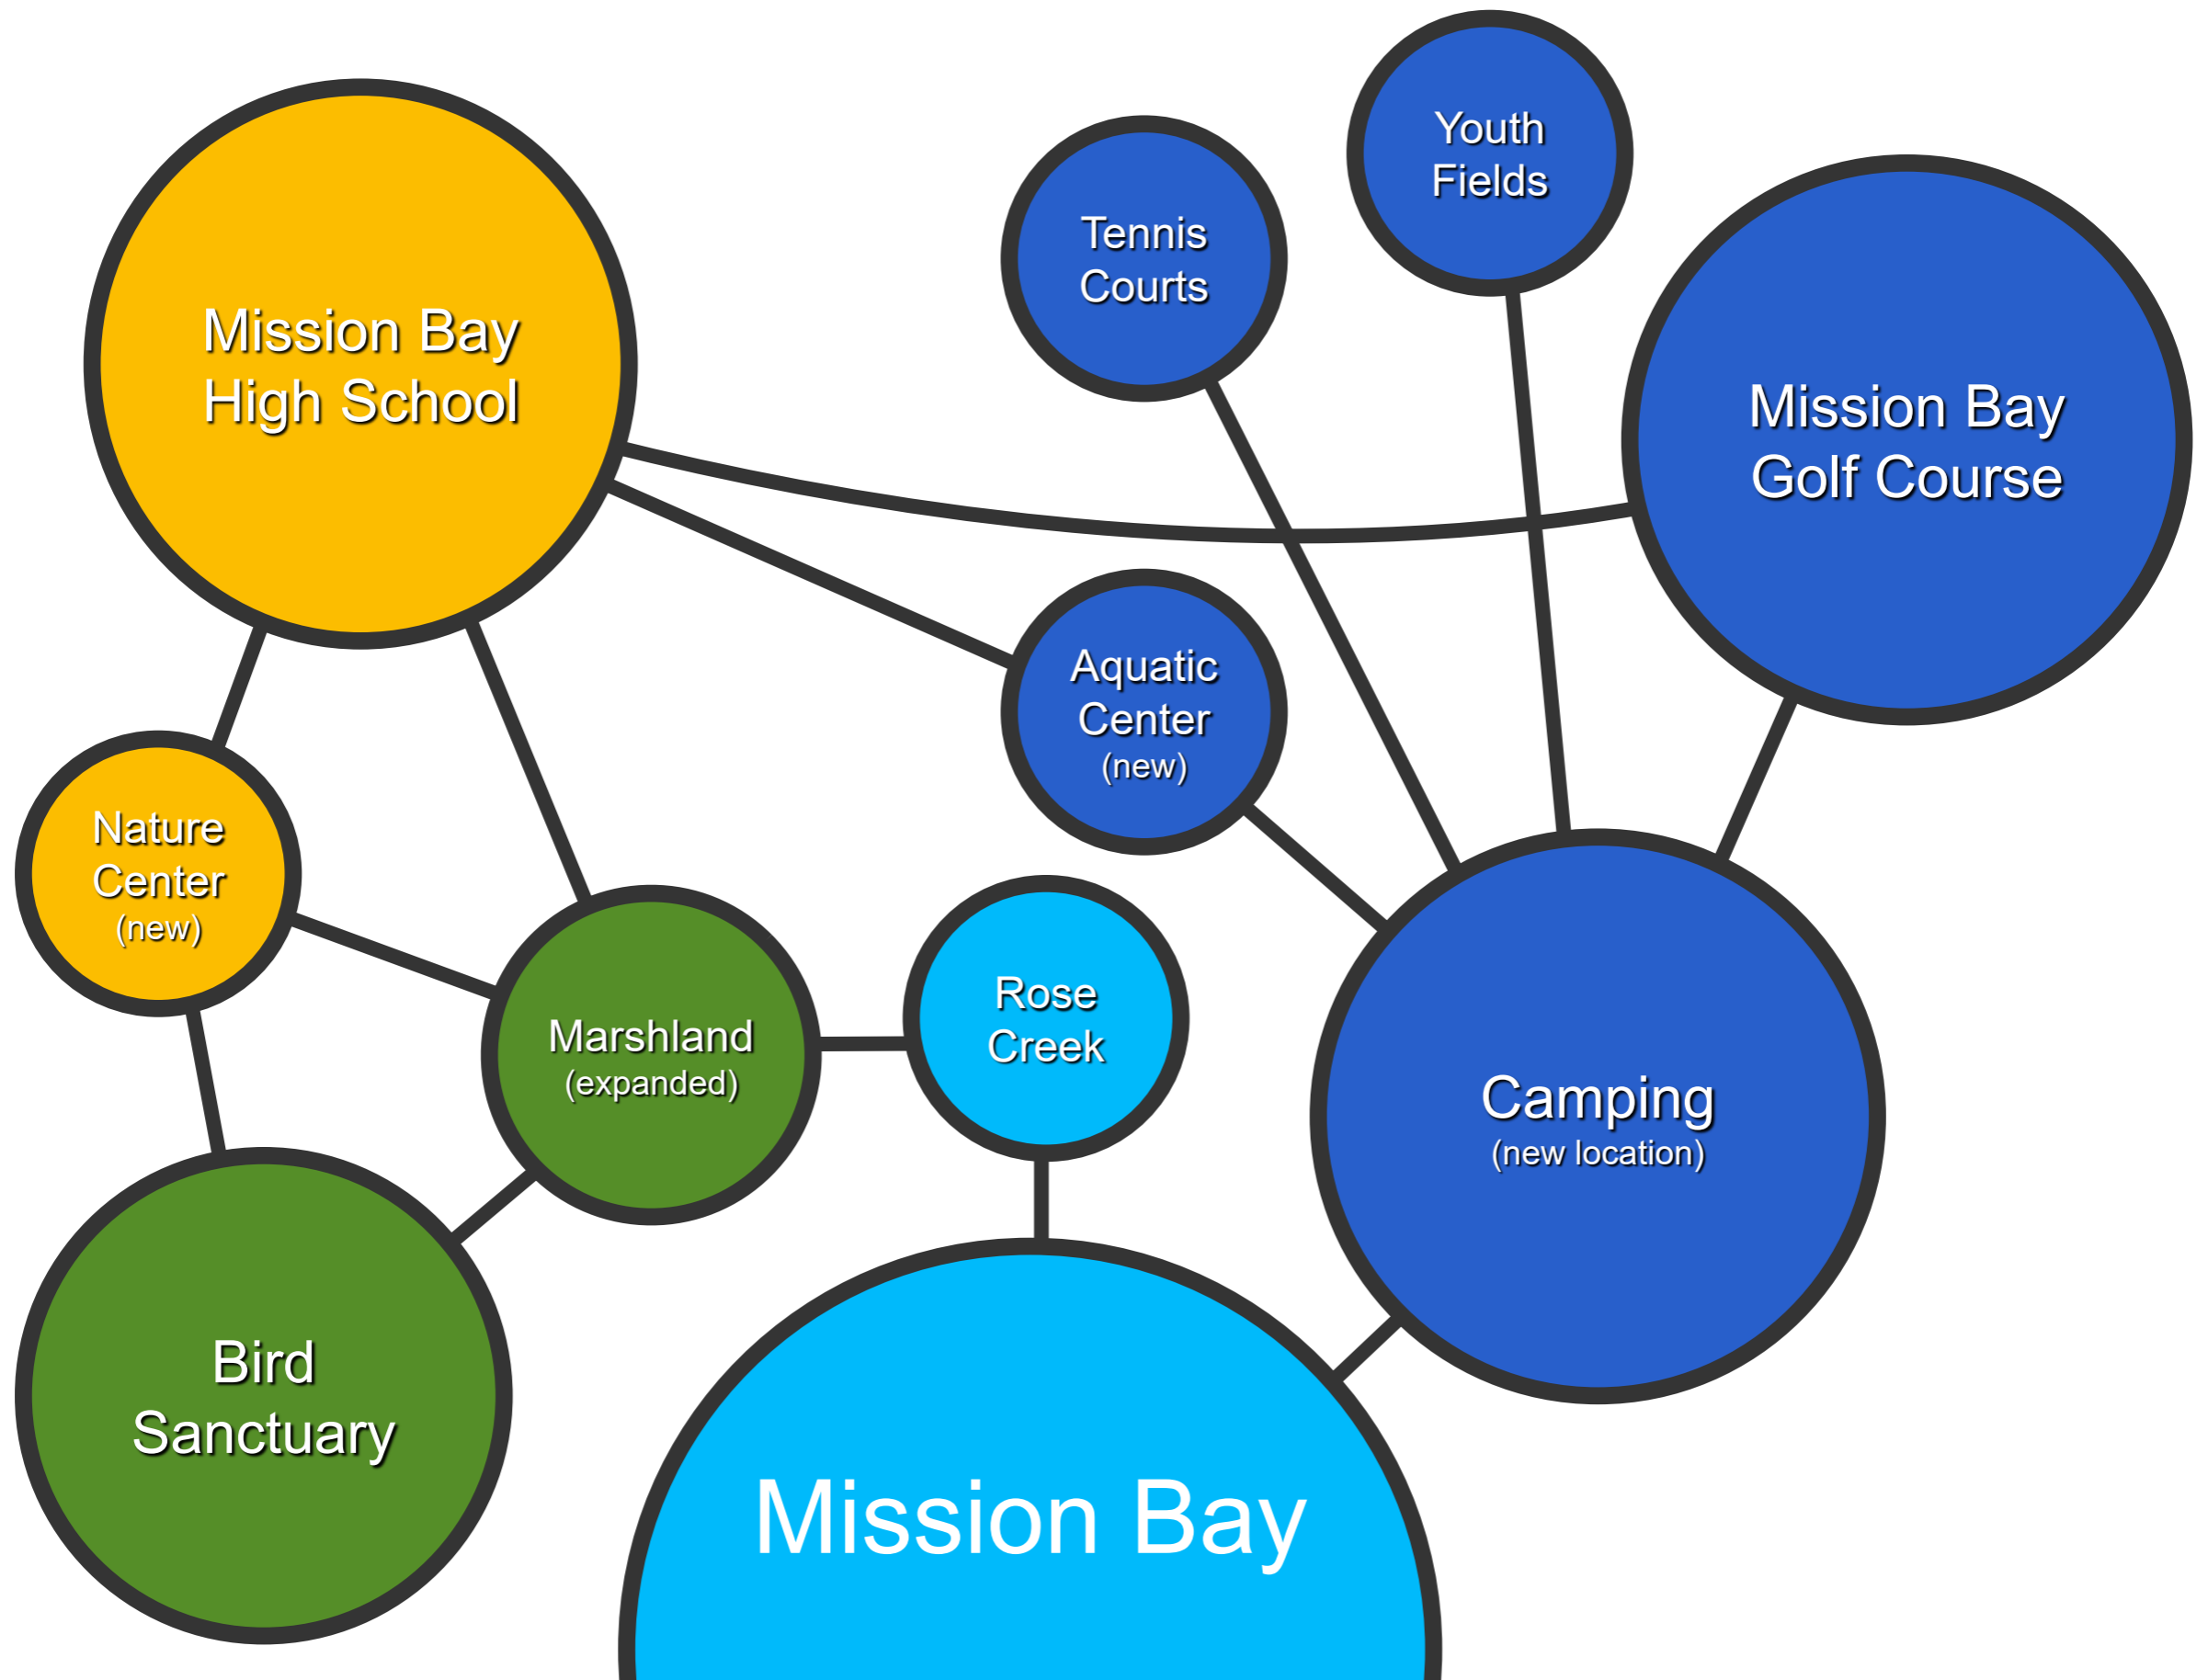 Youth
Fields
Tennis
Courts
Mission Bay
High School
Mission Bay
Golf Course
Aquatic
Center
(new)
Nature
Center
(new)
Rose
Creek
Marshland
(expanded)
Camping
(new location)
Bird
Sanctuary
Mission Bay